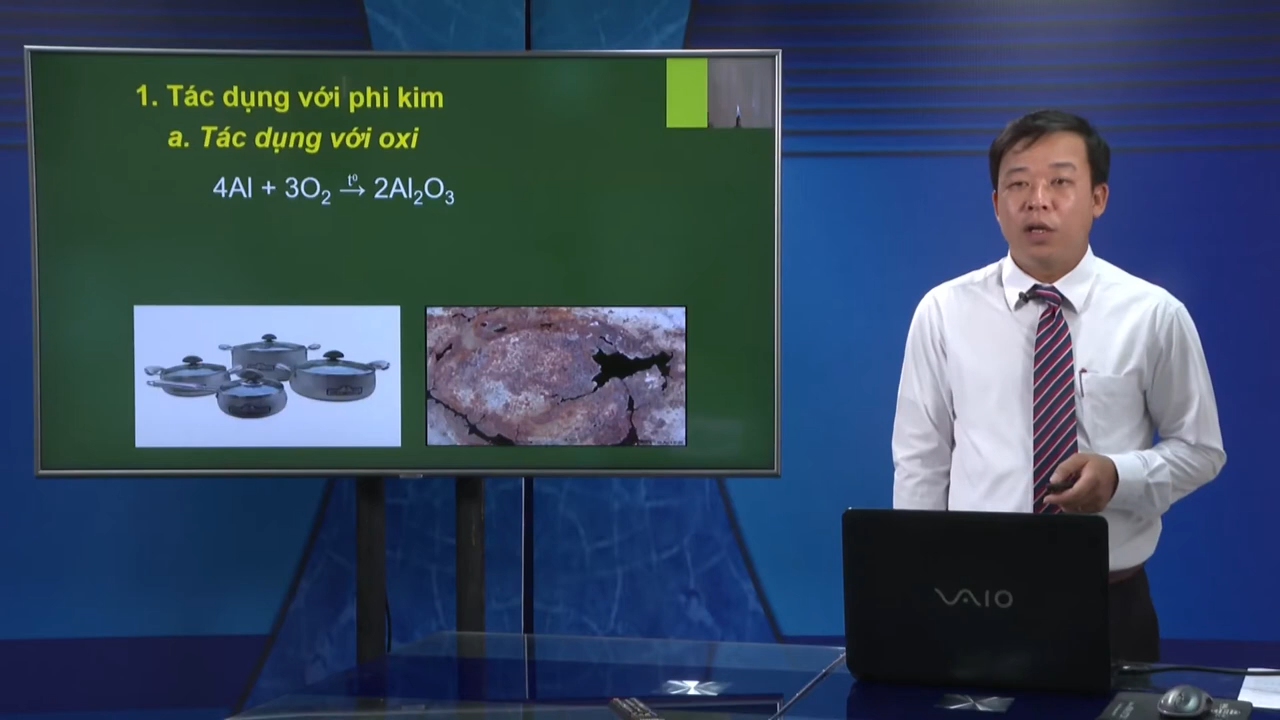 1. Tác dụng với phi kim
a. Tác dụng với oxi
4Al + 3O₂ →(t°) 2Al₂O₃
VAIO